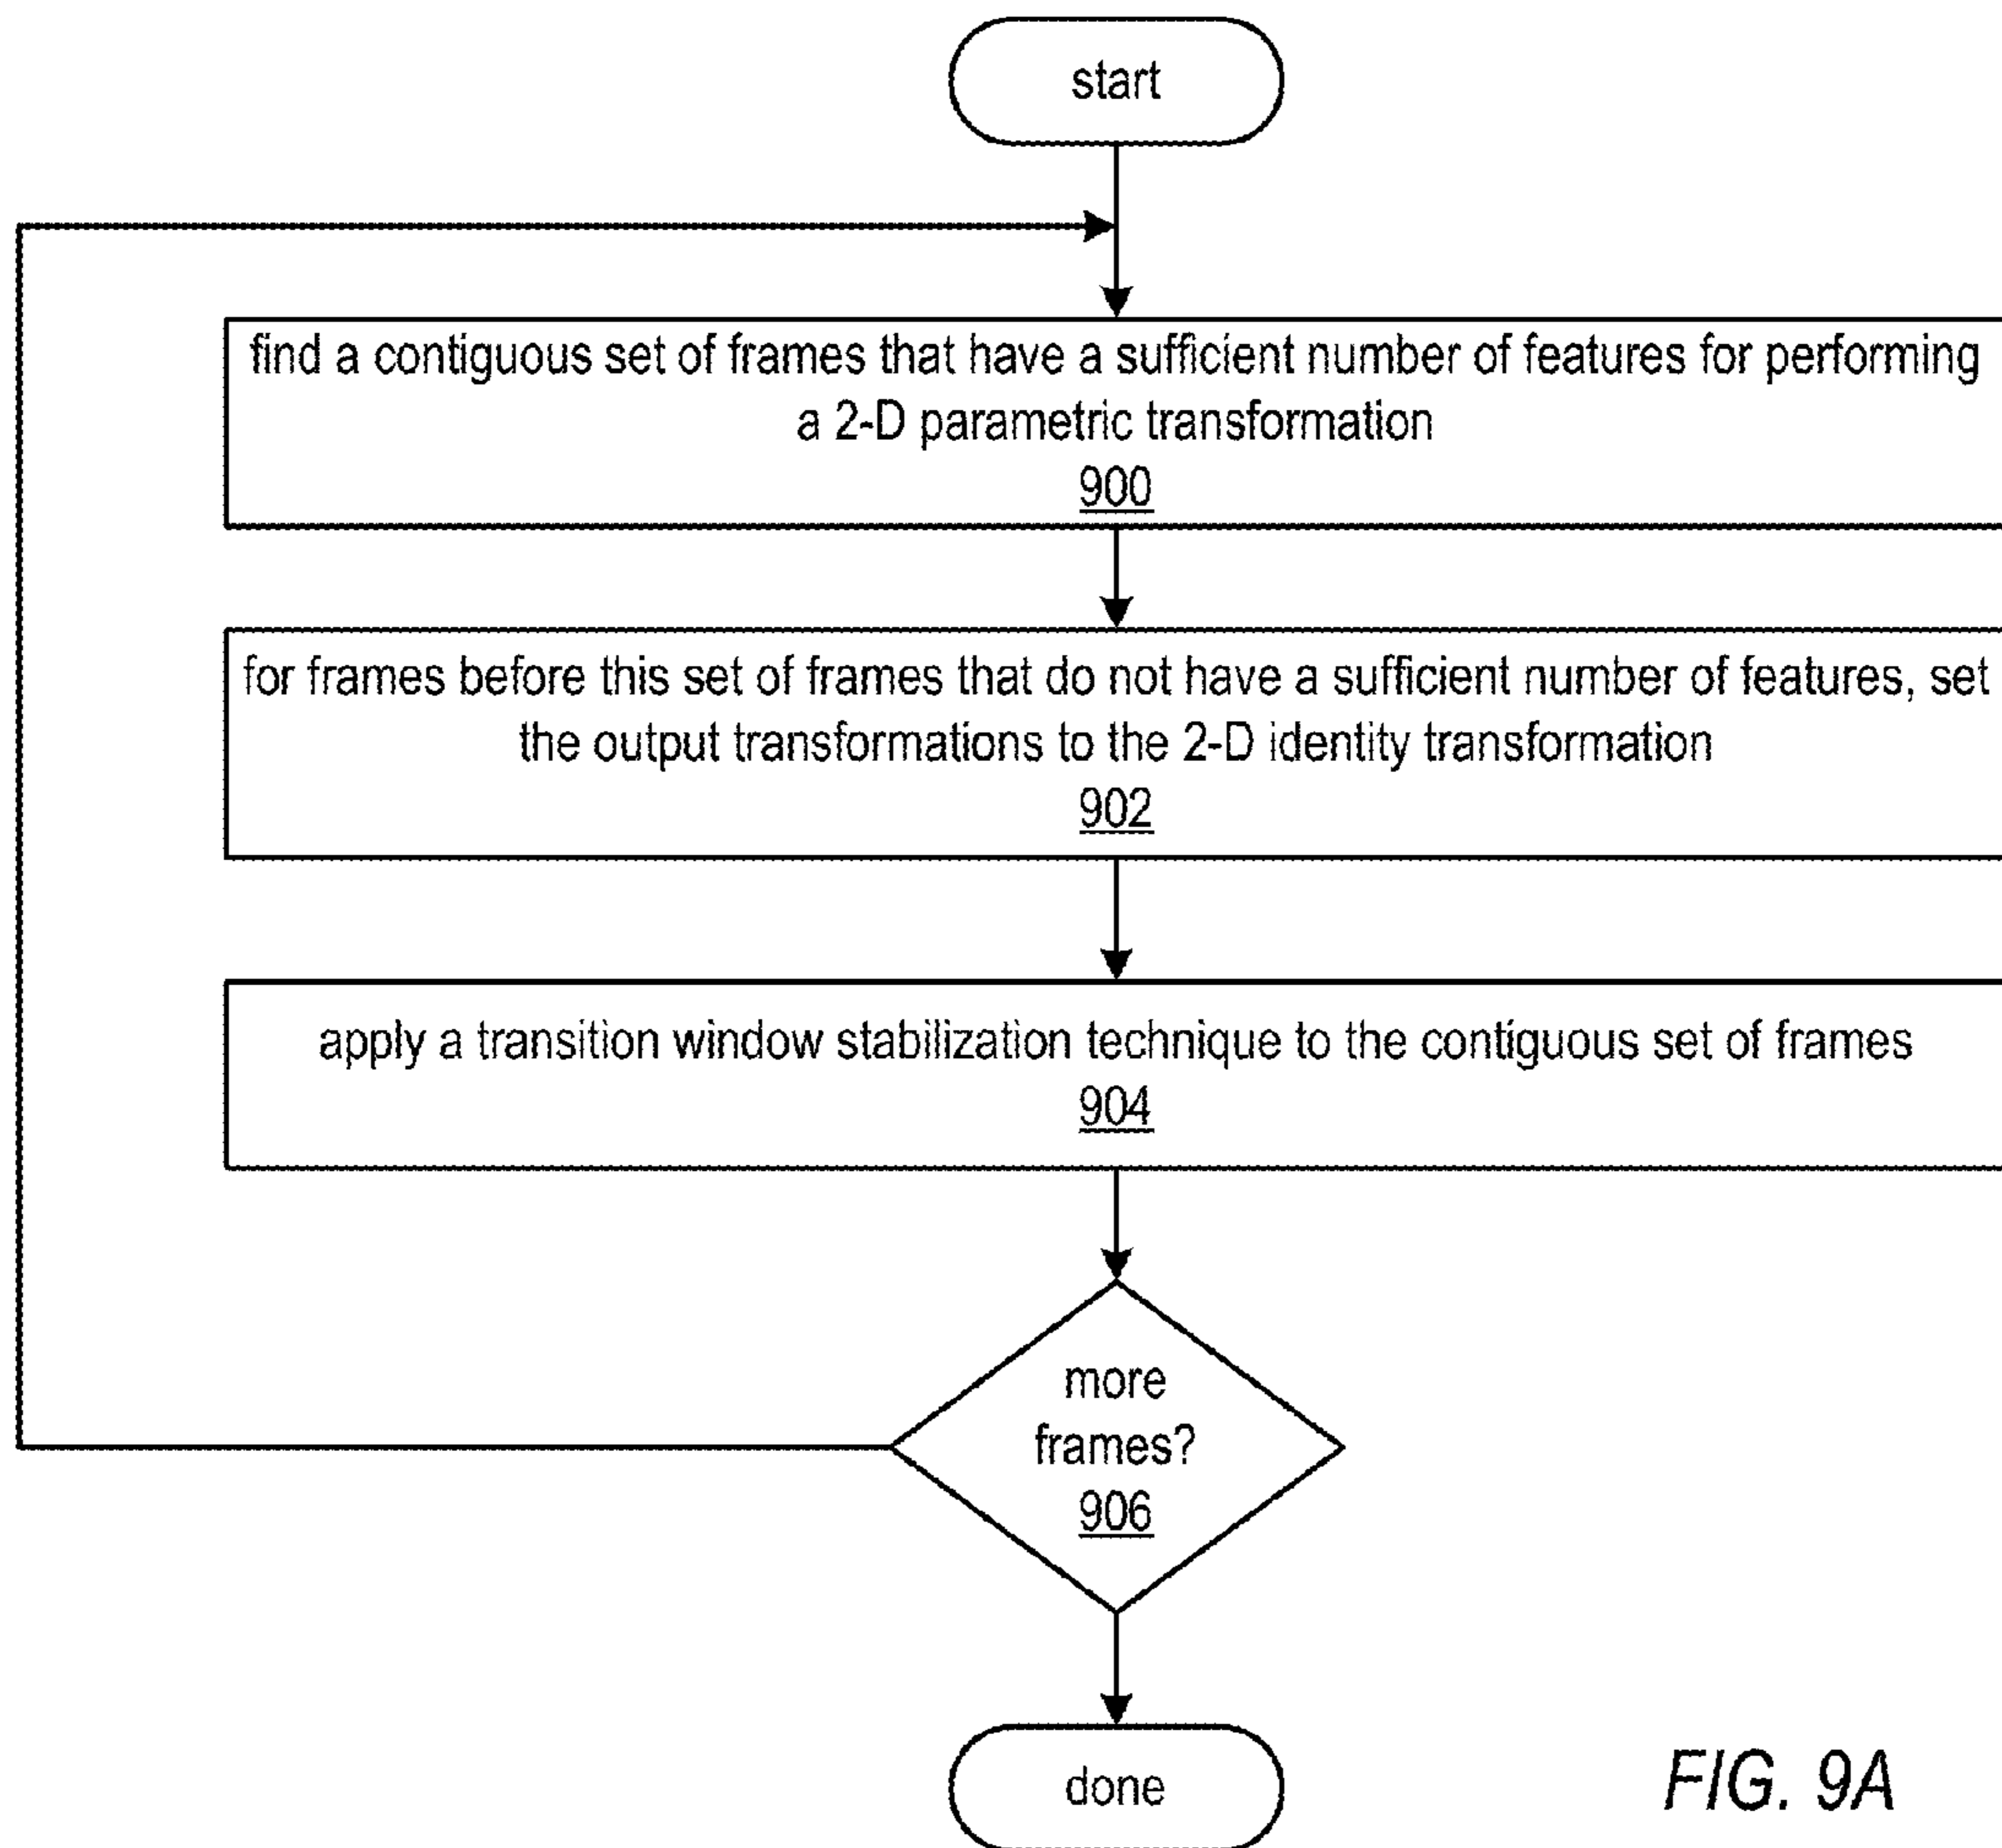 start
find a contiguous set of frames that have a sufficient number of features for performing
a 2-D parametric transformation
900
for frames before this set of frames that do not have a sufficient number of features, set
the output transformations to the 2-D identity transformation
902
apply a transition window stabilization technique to the contiguous set of frames
904
more
frames?
906
done
FIG. 9A